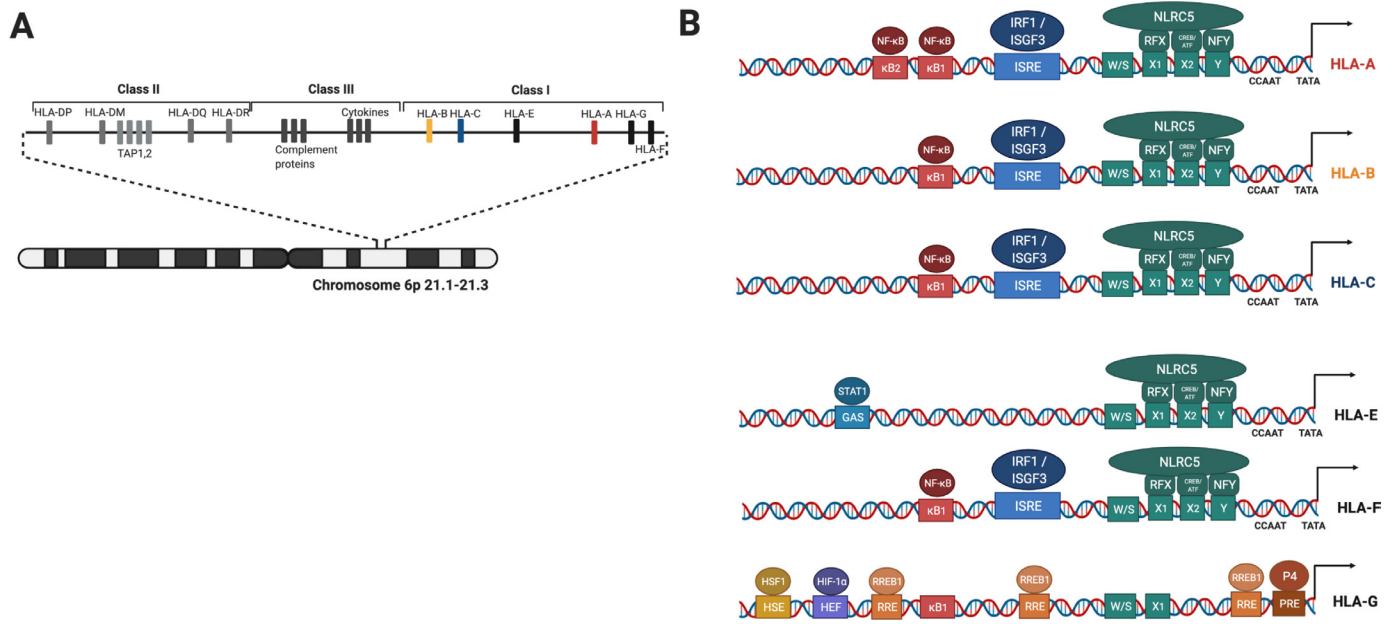 A
Class II Class III Class I
HLA-DP HLA-DM HLA-DQ HLA-DR Cytokines HLA-B HLA-C HLA-E HLA-A HLA-G
TAP1,2 Complement HLA-F
proteins
Chromosome 6p 21.1-21.3
B
NLRC5
IRF1 /
NF-κB NF-κB ISGF3 RFX CREB/ NFY
ATF
κB2 κB1 ISRE W/S X1 X2 Y HLA-A
CCAAT TATA
NLRC5
IRF1 /
NF-κB ISGF3 RFX CREB/ NFY
ATF
κB1 ISRE W/S X1 X2 Y HLA-B
CCAAT TATA
NLRC5
IRF1 /
NF-κB ISGF3 RFX CREB/ NFY
ATF
κB1 ISRE W/S X1 X2 Y HLA-C
CCAAT TATA
NLRC5
STAT1 RFX CREB/ NFY
ATF
GAS W/S X1 X2 Y HLA-E
CCAAT TATA
NLRC5
IRF1 /
NF-κB ISGF3 RFX CREB/ NFY
ATF
κB1 ISRE W/S X1 X2 Y HLA-F
CCAAT TATA
HSF1 HIF-1α RREB1 RREB1 RREB1 P4
HSE HEF RRE κB1 RRE W/S X1 RRE PRE HLA-G